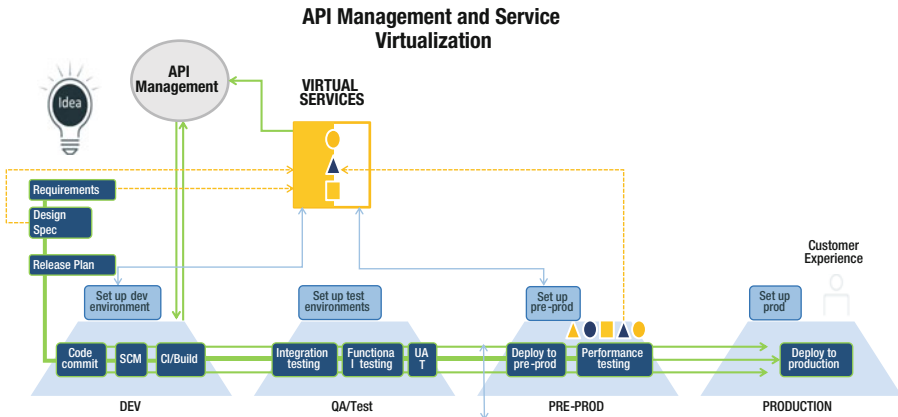 API Management and Service
Virtualization
API
Management
VIRTUAL
SERVICES
Idea
Requirements
Design
Spec
Release Plan
Customer
Experience
Set up dev
environment
Set up test
environments
Set up
pre-prod
Set up
prod
Code
commit
SCM
CI/Build
Integration
testing
Functiona
l testing
UA
T
Deploy to
pre-prod
Performance
testing
Deploy to
production
DEV
QA/Test
PRE-PROD
PRODUCTION